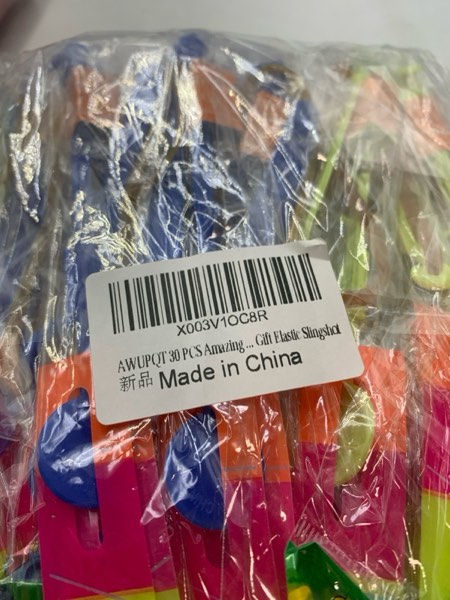 X003V1OC8R
AWUPQT 30 PCS Amazing ... Gift Elastic Slingshot
新品 Made in China